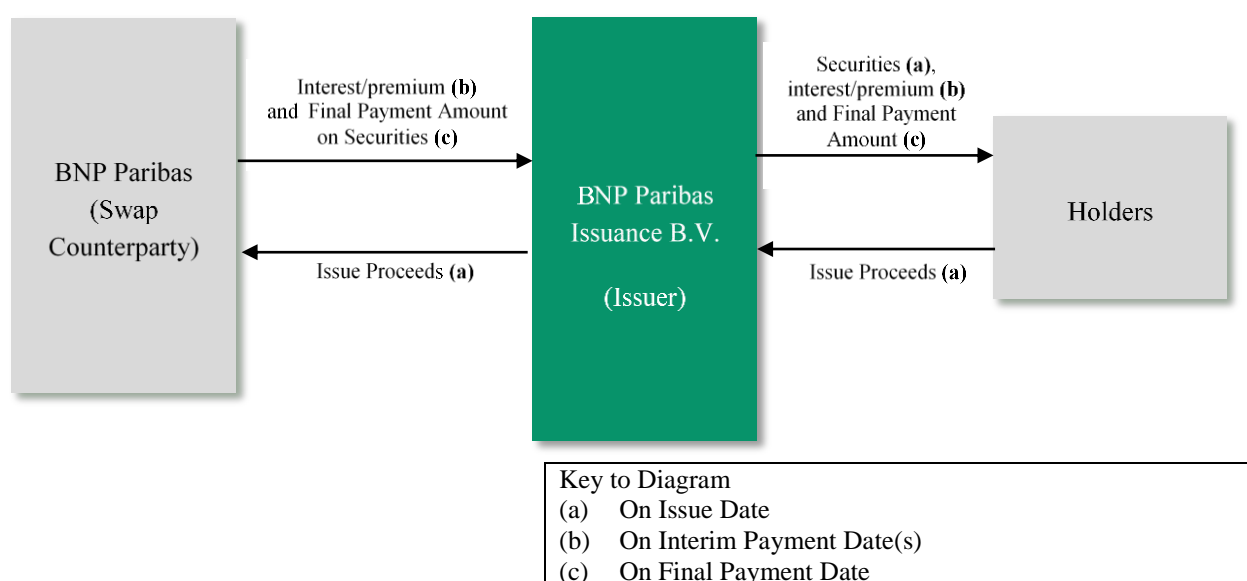 Interest/premium (b)
and Final Payment Amount
on Securities (c)
Securities (a),
interest/premium (b)
and Final Payment
Amount (c)
BNP Paribas
(Swap
Counterparty)
BNP Paribas
Issuance B.V.
(Issuer)
Holders
Issue Proceeds (a)
Issue Proceeds (a)
Key to Diagram
(a) On Issue Date
(b) On Interim Payment Date(s)
(c) On Final Payment Date